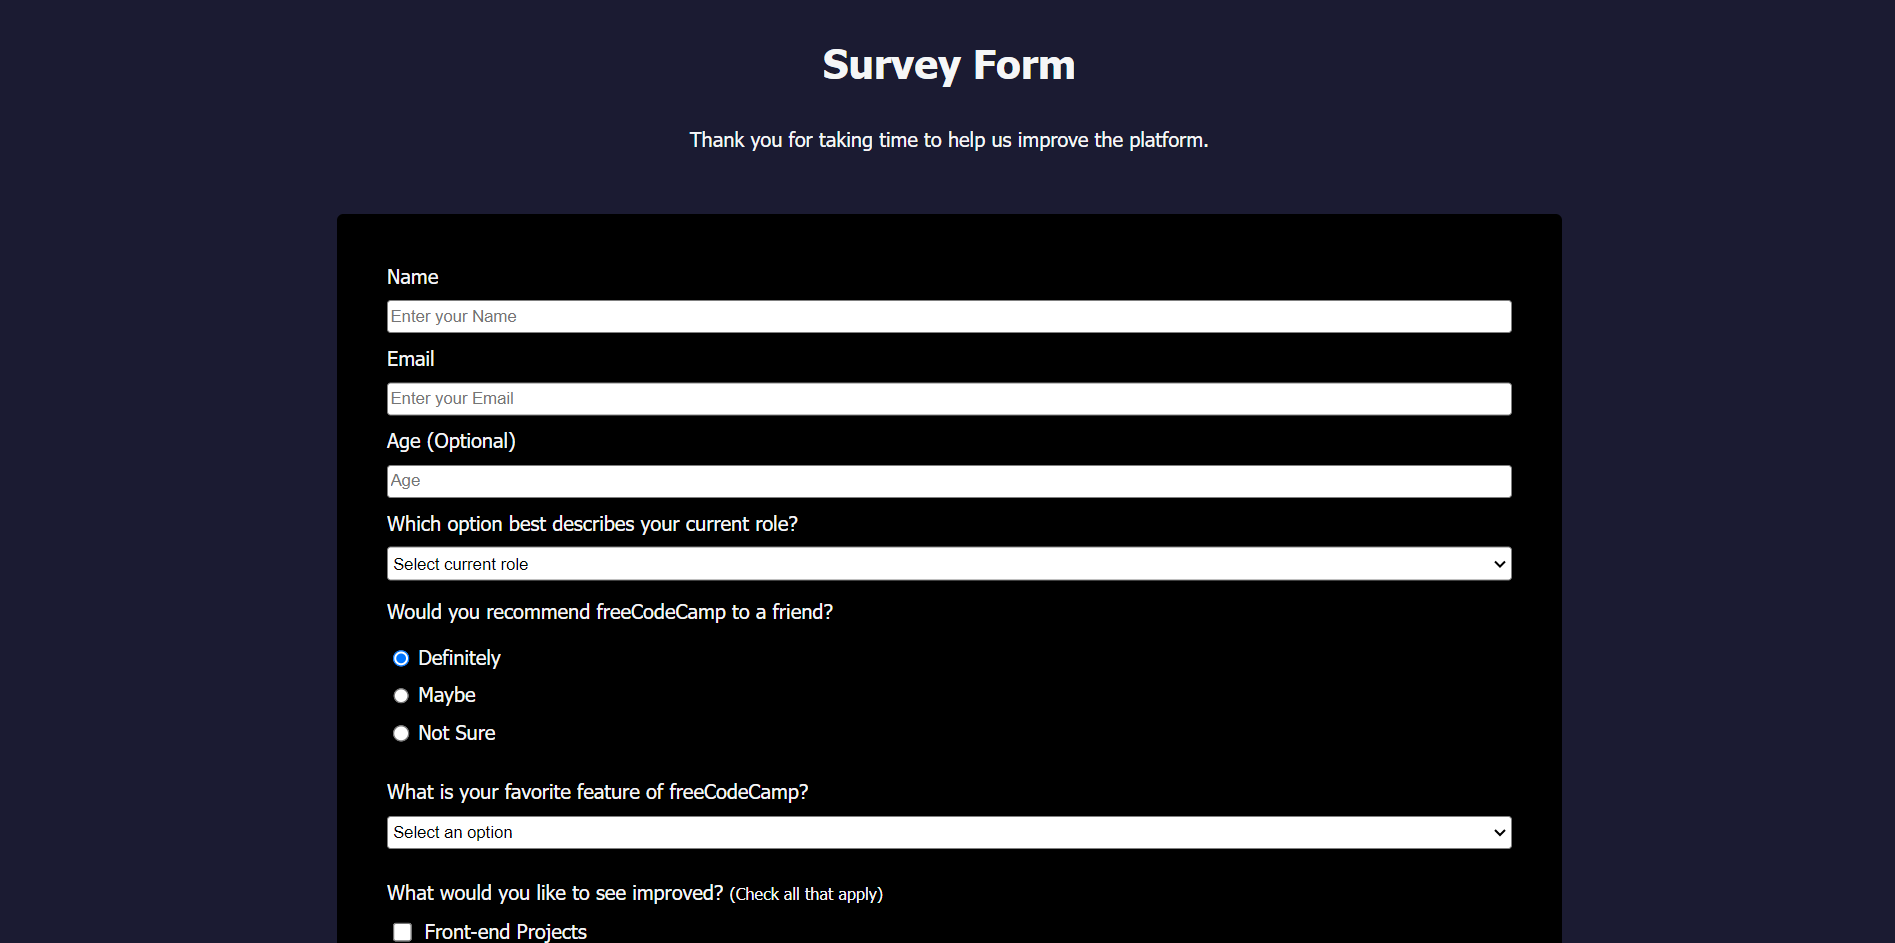 Survey Form
Thank you for taking time to help us improve the platform.
Name
Enter your Name
Email
Enter your Email
Age (Optional)
Age
Which option best describes your current role?
Select current role
Would you recommend freeCodeCamp to a friend?
Definitely
Maybe
Not Sure
What is your favorite feature of freeCodeCamp?
Select an option
What would you like to see improved? (Check all that apply)
Front-end Projects